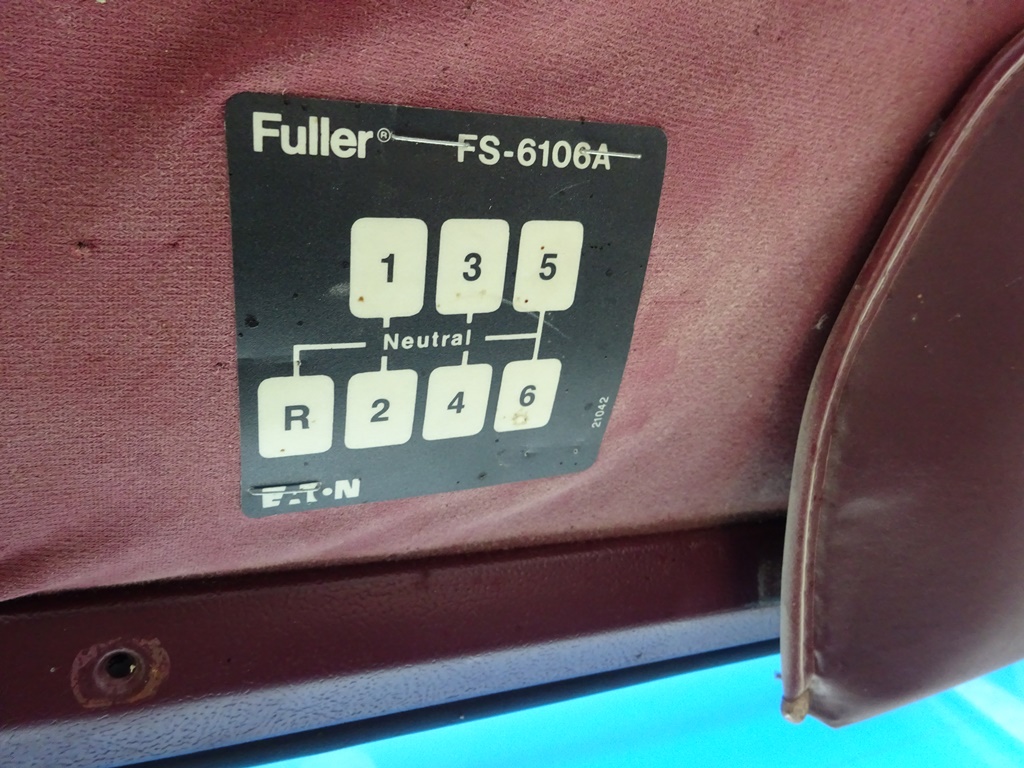 Fuller® FS-6106A
1 3 5
Neutral
R 2 4 6
21042
EATON